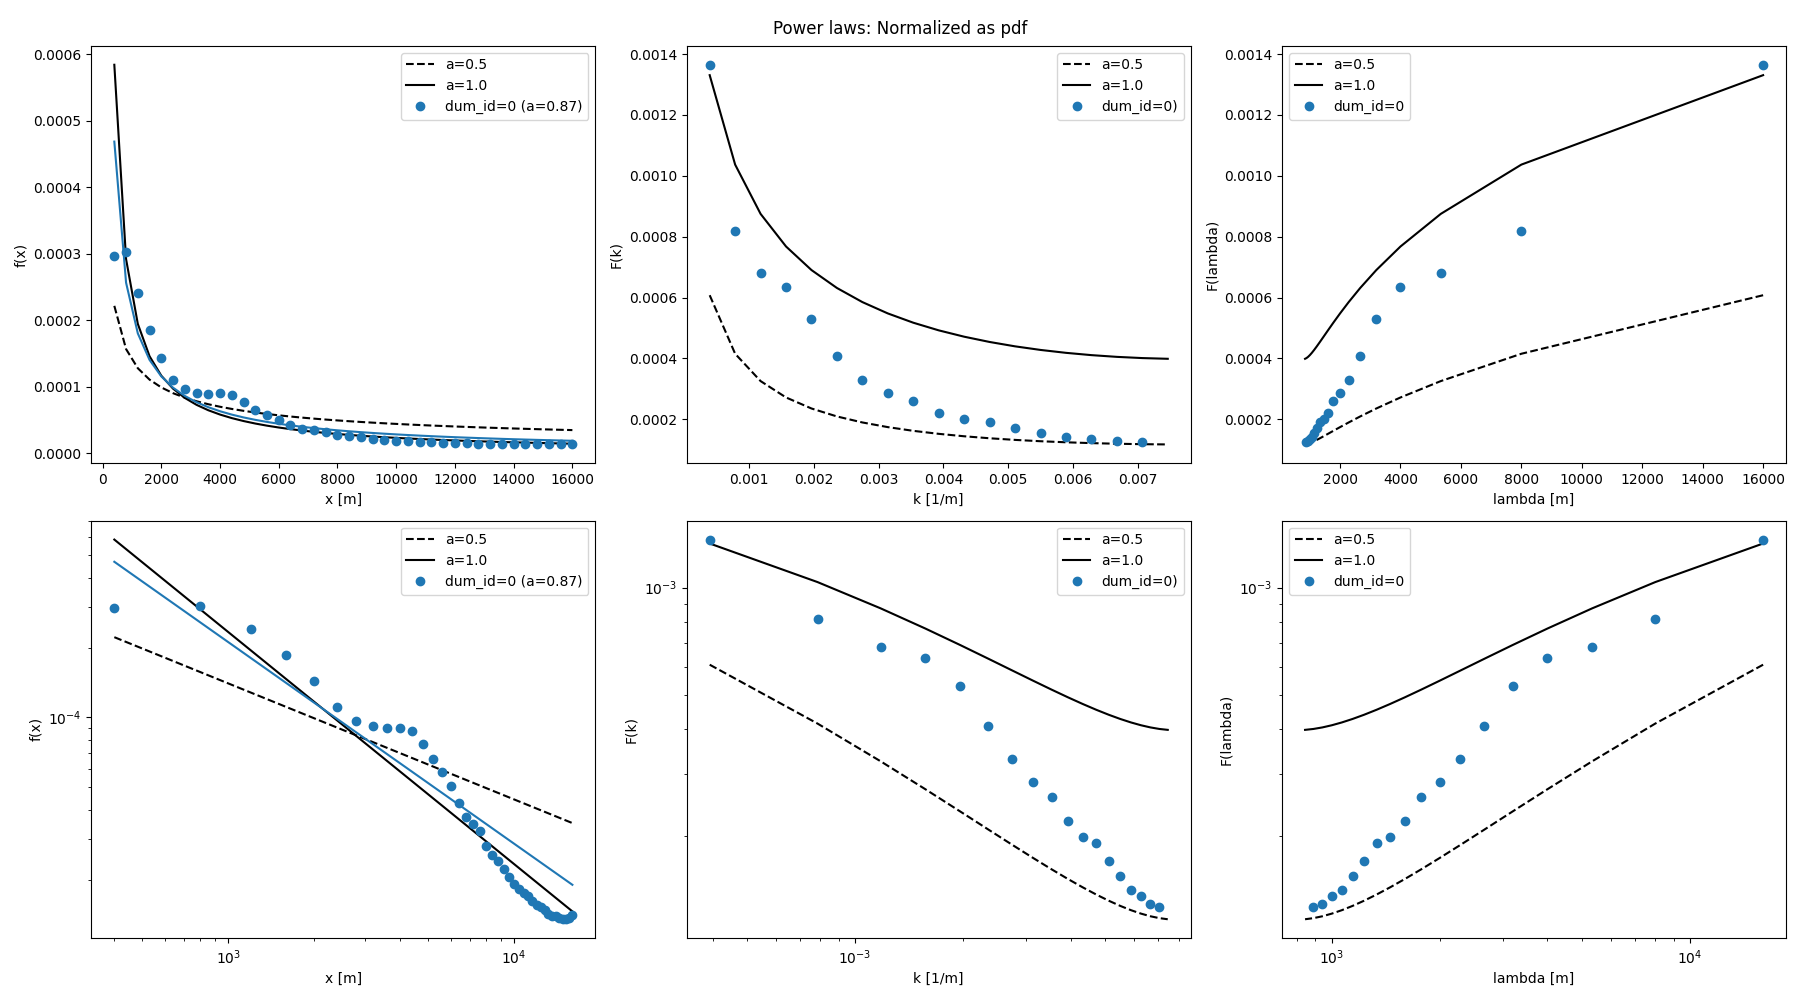 Power laws: Normalized as pdf
0.0006
0.0005
0.0004
0.0003
0.0002
0.0001
0.0000
f(x)
a=0.5
a=1.0
dum_id=0 (a=0.87)
0 2000 4000 6000 8000 10000 12000 14000 16000
x [m]
0.0014
0.0012
0.0010
0.0008
0.0006
0.0004
0.0002
F(k)
a=0.5
a=1.0
dum_id=0)
0.001 0.002 0.003 0.004 0.005 0.006 0.007
k [1/m]
0.0014
0.0012
0.0010
0.0008
0.0006
0.0004
0.0002
F(lambda)
a=0.5
a=1.0
dum_id=0
2000 4000 6000 8000 10000 12000 14000 16000
lambda [m]
10⁻⁴
f(x)
a=0.5
a=1.0
dum_id=0 (a=0.87)
10³ 10⁴
x [m]
10⁻³
F(k)
a=0.5
a=1.0
dum_id=0)
10⁻³
k [1/m]
10⁻³
F(lambda)
a=0.5
a=1.0
dum_id=0
10³ 10⁴
lambda [m]